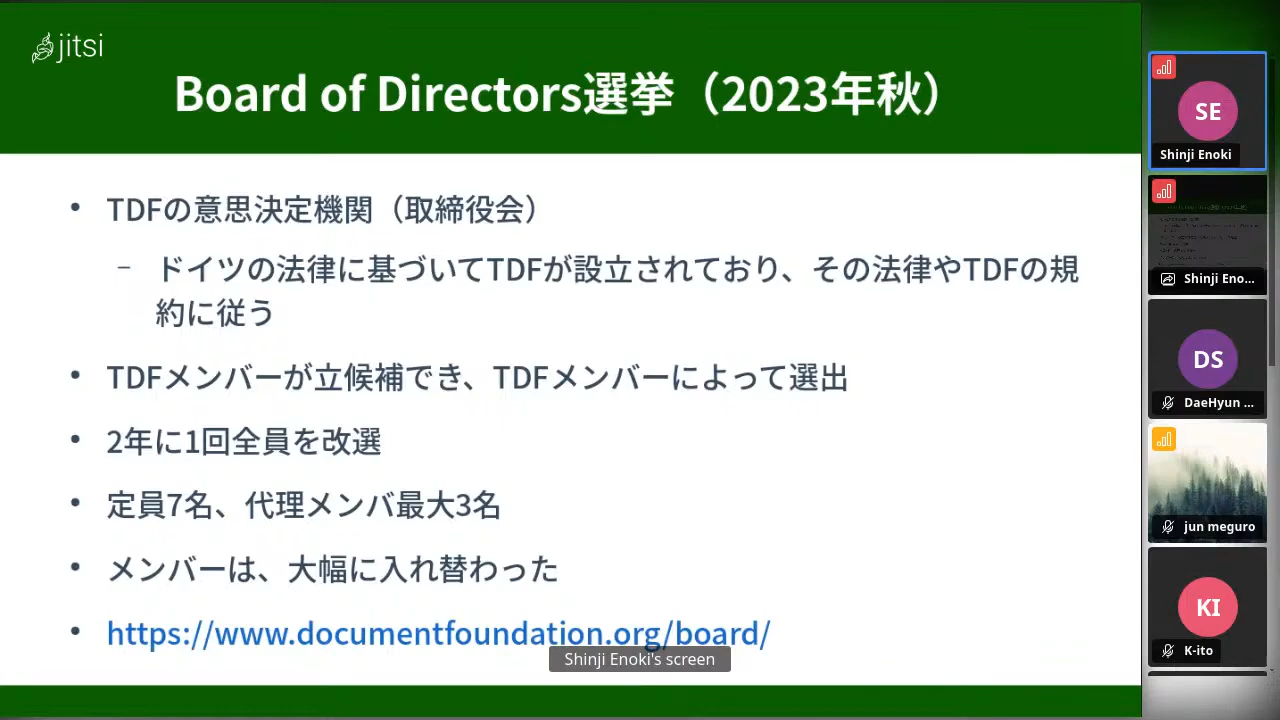 jitsi
Board of Directors選挙（2023年秋）
• TDFの意思決定機関（取締役会）
– ドイツの法律に基づいてTDFが設立されており、その法律やTDFの規
約に従う
• TDFメンバーが立候補でき、TDFメンバーによって選出
• 2年に1回全員を改選
• 定員7名、代理メンバ最大3名
• メンバーは、大幅に入れ替わった
• https://www.documentfoundation.org/board/
Shinji Enoki's screen
SE
Shinji Enoki
Shinji Eno...
DS
DaeHyun ...
jun meguro
KI
K-ito